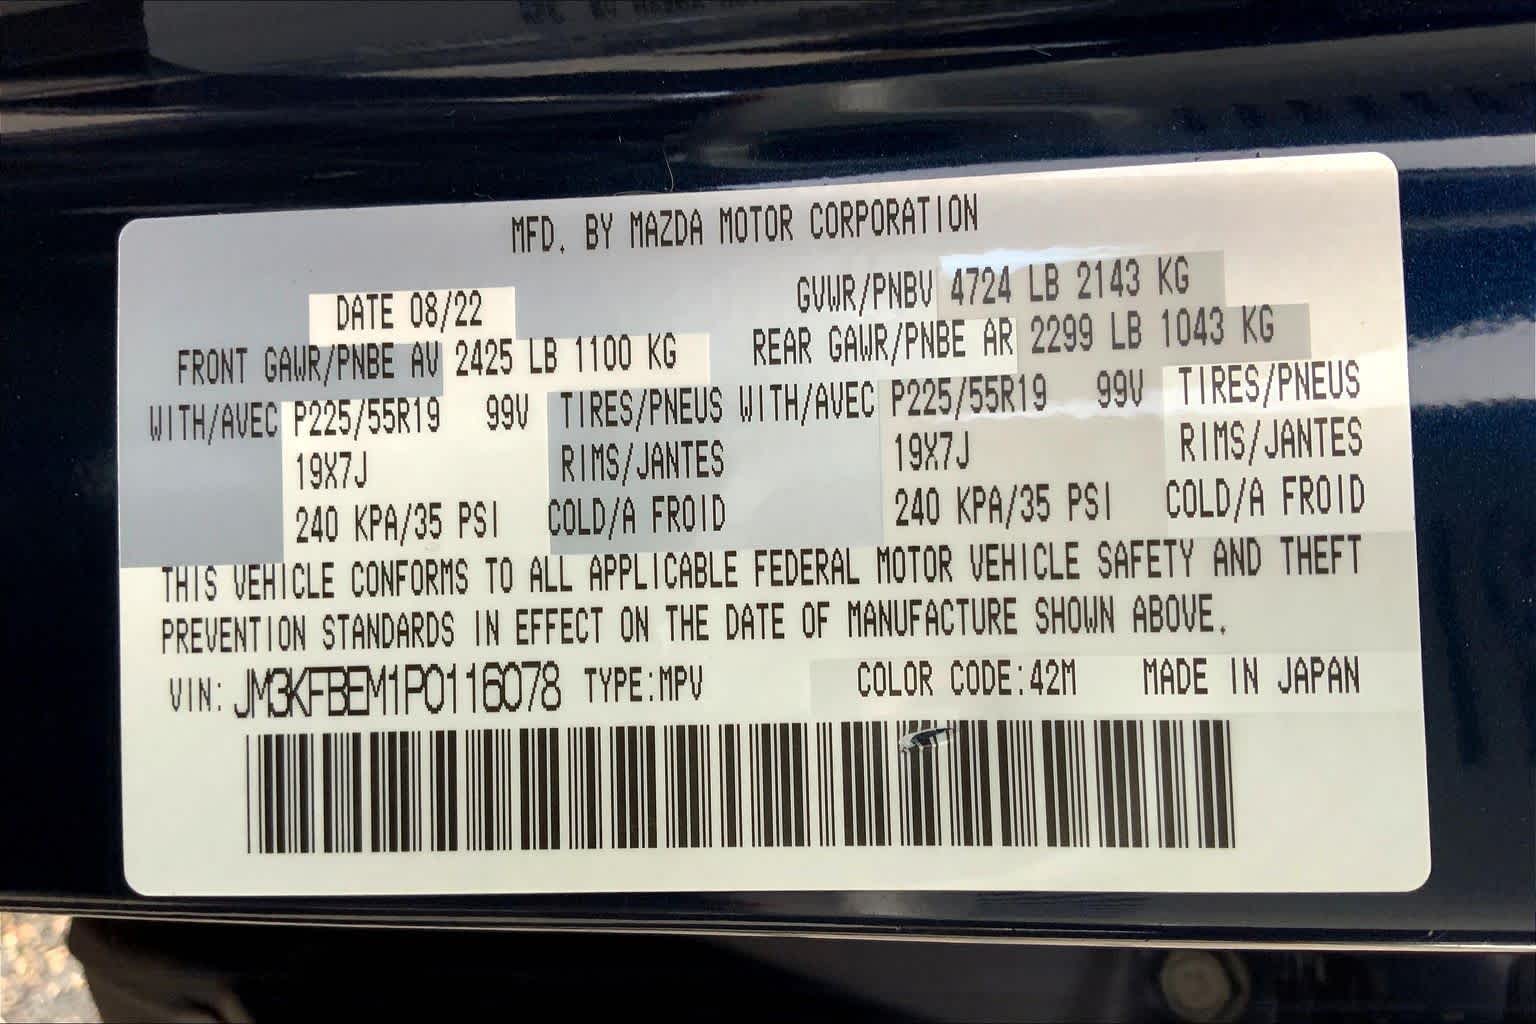 MFD. BY MAZDA MOTOR CORPORATION
DATE 08/22 GVWR/PNBV 4724 LB 2143 KG
FRONT GAWR/PNBE AV 2425 LB 1100 KG REAR GAWR/PNBE AR 2299 LB 1043 KG
WITH/AVEC P225/55R19 99V TIRES/PNEUS WITH/AVEC P225/55R19 99V TIRES/PNEUS
19X7J RIMS/JANTES 19X7J RIMS/JANTES
240 KPA/35 PSI COLD/A FROID 240 KPA/35 PSI COLD/A FROID
THIS VEHICLE CONFORMS TO ALL APPLICABLE FEDERAL MOTOR VEHICLE SAFETY AND THEFT
PREVENTION STANDARDS IN EFFECT ON THE DATE OF MANUFACTURE SHOWN ABOVE.
VIN: JM3KFBEM1P0116078 TYPE:MPV COLOR CODE:42M MADE IN JAPAN